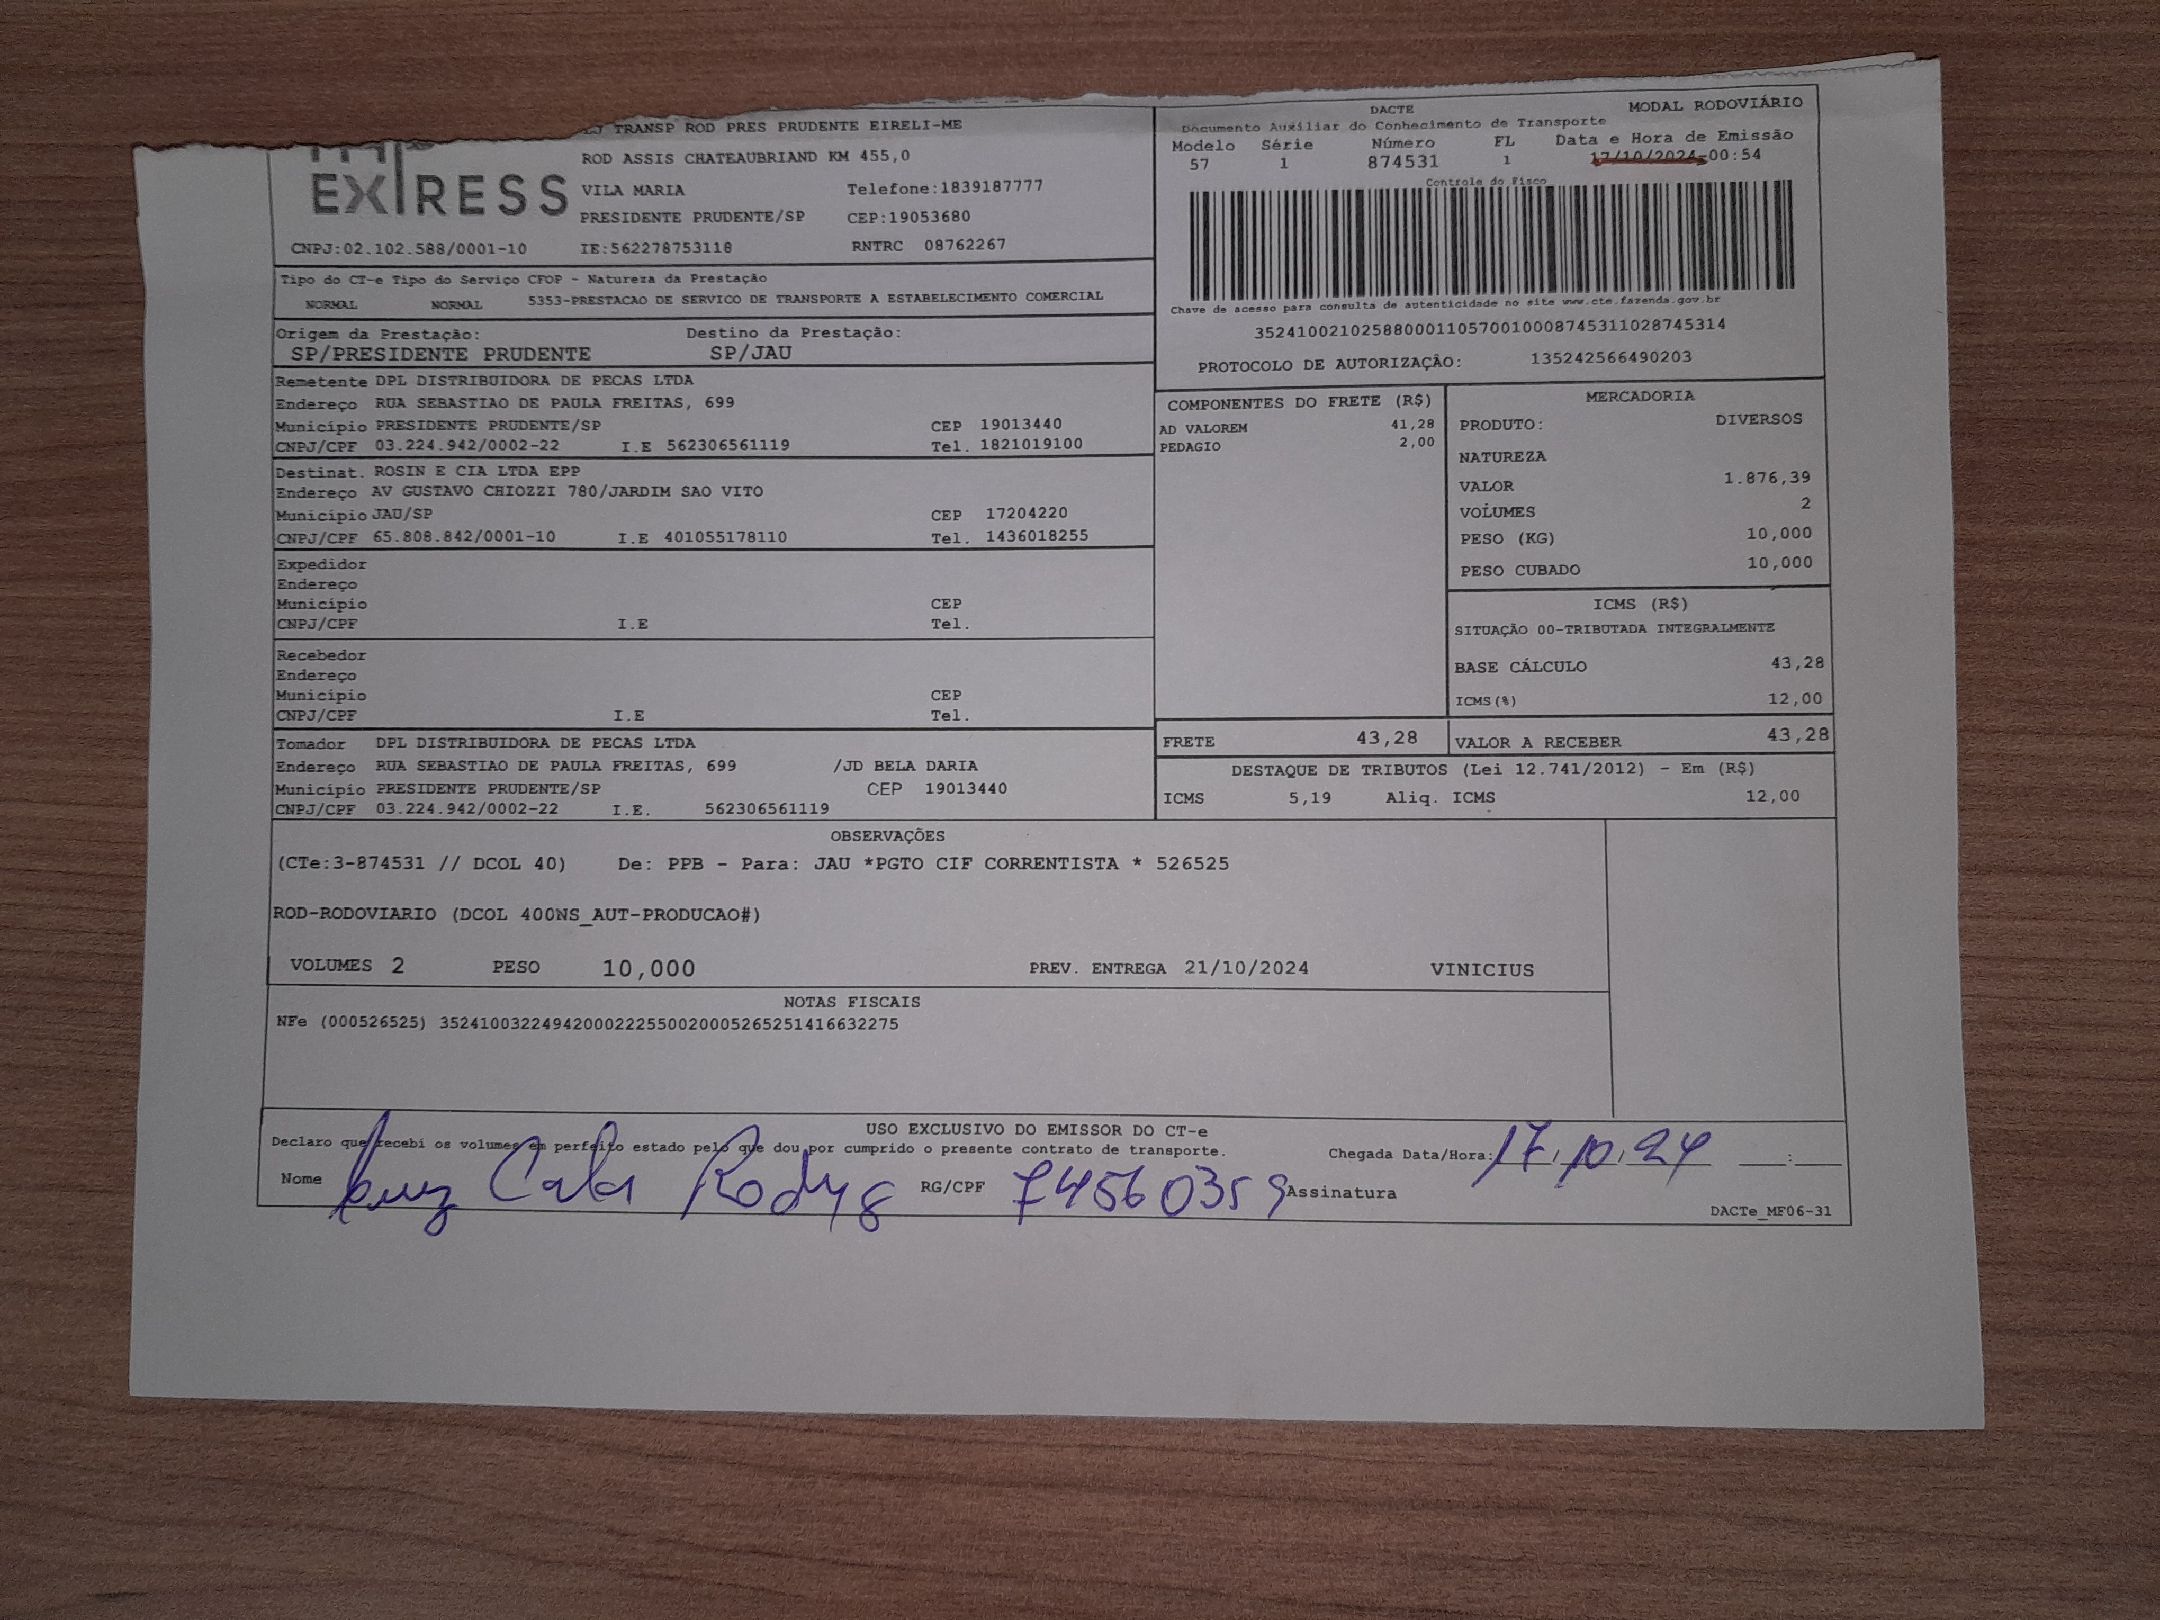 TRANSP ROD PRES PRUDENTE EIRELI-ME
EXPRESS
ROD ASSIS CHATEAUBRIAND KM 455,0
VILA MARIA Telefone:1839187777
PRESIDENTE PRUDENTE/SP CEP:19053680
CNPJ:02.102.588/0001-10 IE:562278753118 RNTRC 08762267
DACTE MODAL RODOVIÁRIO
Documento Auxiliar do Conhecimento de Transporte
Modelo Série Número FL Data e Hora de Emissão
57 1 874531 1 17/10/2024-00:54
Controle do Fisco
Chave de acesso para consulta de autenticidade no site www.cte.fazenda.gov.br
35241002102588000110570010008745311028745314
PROTOCOLO DE AUTORIZAÇÃO: 135242566490203
Tipo do CT-e Tipo do Serviço CFOP - Natureza da Prestação
NORMAL NORMAL 5353-PRESTACAO DE SERVICO DE TRANSPORTE A ESTABELECIMENTO COMERCIAL
Origem da Prestação: Destino da Prestação:
SP/PRESIDENTE PRUDENTE SP/JAU
Remetente DPL DISTRIBUIDORA DE PECAS LTDA
Endereço RUA SEBASTIAO DE PAULA FREITAS, 699
Município PRESIDENTE PRUDENTE/SP CEP 19013440
CNPJ/CPF 03.224.942/0002-22 I.E 562306561119 Tel. 1821019100
Destinat. ROSIN E CIA LTDA EPP
Endereço AV GUSTAVO CHIOZZI 780/JARDIM SAO VITO
Município JAU/SP CEP 17204220
CNPJ/CPF 65.808.842/0001-10 I.E 401055178110 Tel. 1436018255
Expedidor
Endereço
Município CEP
CNPJ/CPF I.E Tel.
Recebedor
Endereço
Município CEP
CNPJ/CPF I.E Tel.
Tomador DPL DISTRIBUIDORA DE PECAS LTDA
Endereço RUA SEBASTIAO DE PAULA FREITAS, 699 /JD BELA DARIA
Município PRESIDENTE PRUDENTE/SP CEP 19013440
CNPJ/CPF 03.224.942/0002-22 I.E. 562306561119
COMPONENTES DO FRETE (R$)
AD VALOREM 41,28
PEDAGIO 2,00
MERCADORIA
PRODUTO: DIVERSOS
NATUREZA
VALOR 1.876,39
VOLUMES 2
PESO (KG) 10,000
PESO CUBADO 10,000
ICMS (R$)
SITUAÇÃO 00-TRIBUTADA INTEGRALMENTE
BASE CÁLCULO 43,28
ICMS(%) 12,00
FRETE 43,28 VALOR A RECEBER 43,28
DESTAQUE DE TRIBUTOS (Lei 12.741/2012) - Em (R$)
ICMS 5,19 Aliq. ICMS 12,00
OBSERVAÇÕES
(CTe:3-874531 // DCOL 40) De: PPB - Para: JAU *PGTO CIF CORRENTISTA * 526525
ROD-RODOVIARIO (DCOL 400NS_AUT-PRODUCAO#)
VOLUMES 2 PESO 10,000 PREV. ENTREGA 21/10/2024 VINICIUS
NOTAS FISCAIS
NFe (000526525) 35241003224942000222550020005265251416632275
USO EXCLUSIVO DO EMISSOR DO CT-e
Declaro que recebi os volumes em perfeito estado pelo que dou por cumprido o presente contrato de transporte. Chegada Data/Hora: 17.10.24 __:__
Nome RG/CPF 74560359 Assinatura
DACTe_MF06-31